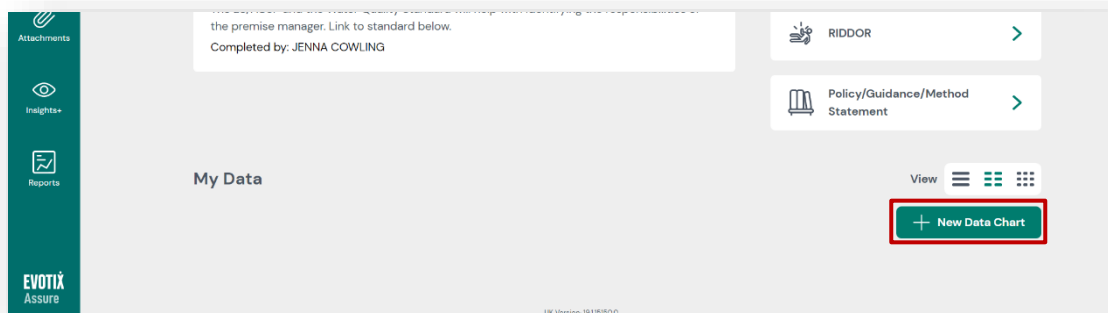 the premise manager. Link to standard below.
Completed by: JENNA COWLING
Attachments
Insights+
Reports
EVOTIX
Assure
RIDDOR
Policy/Guidance/Method
Statement
My Data
View
New Data Chart